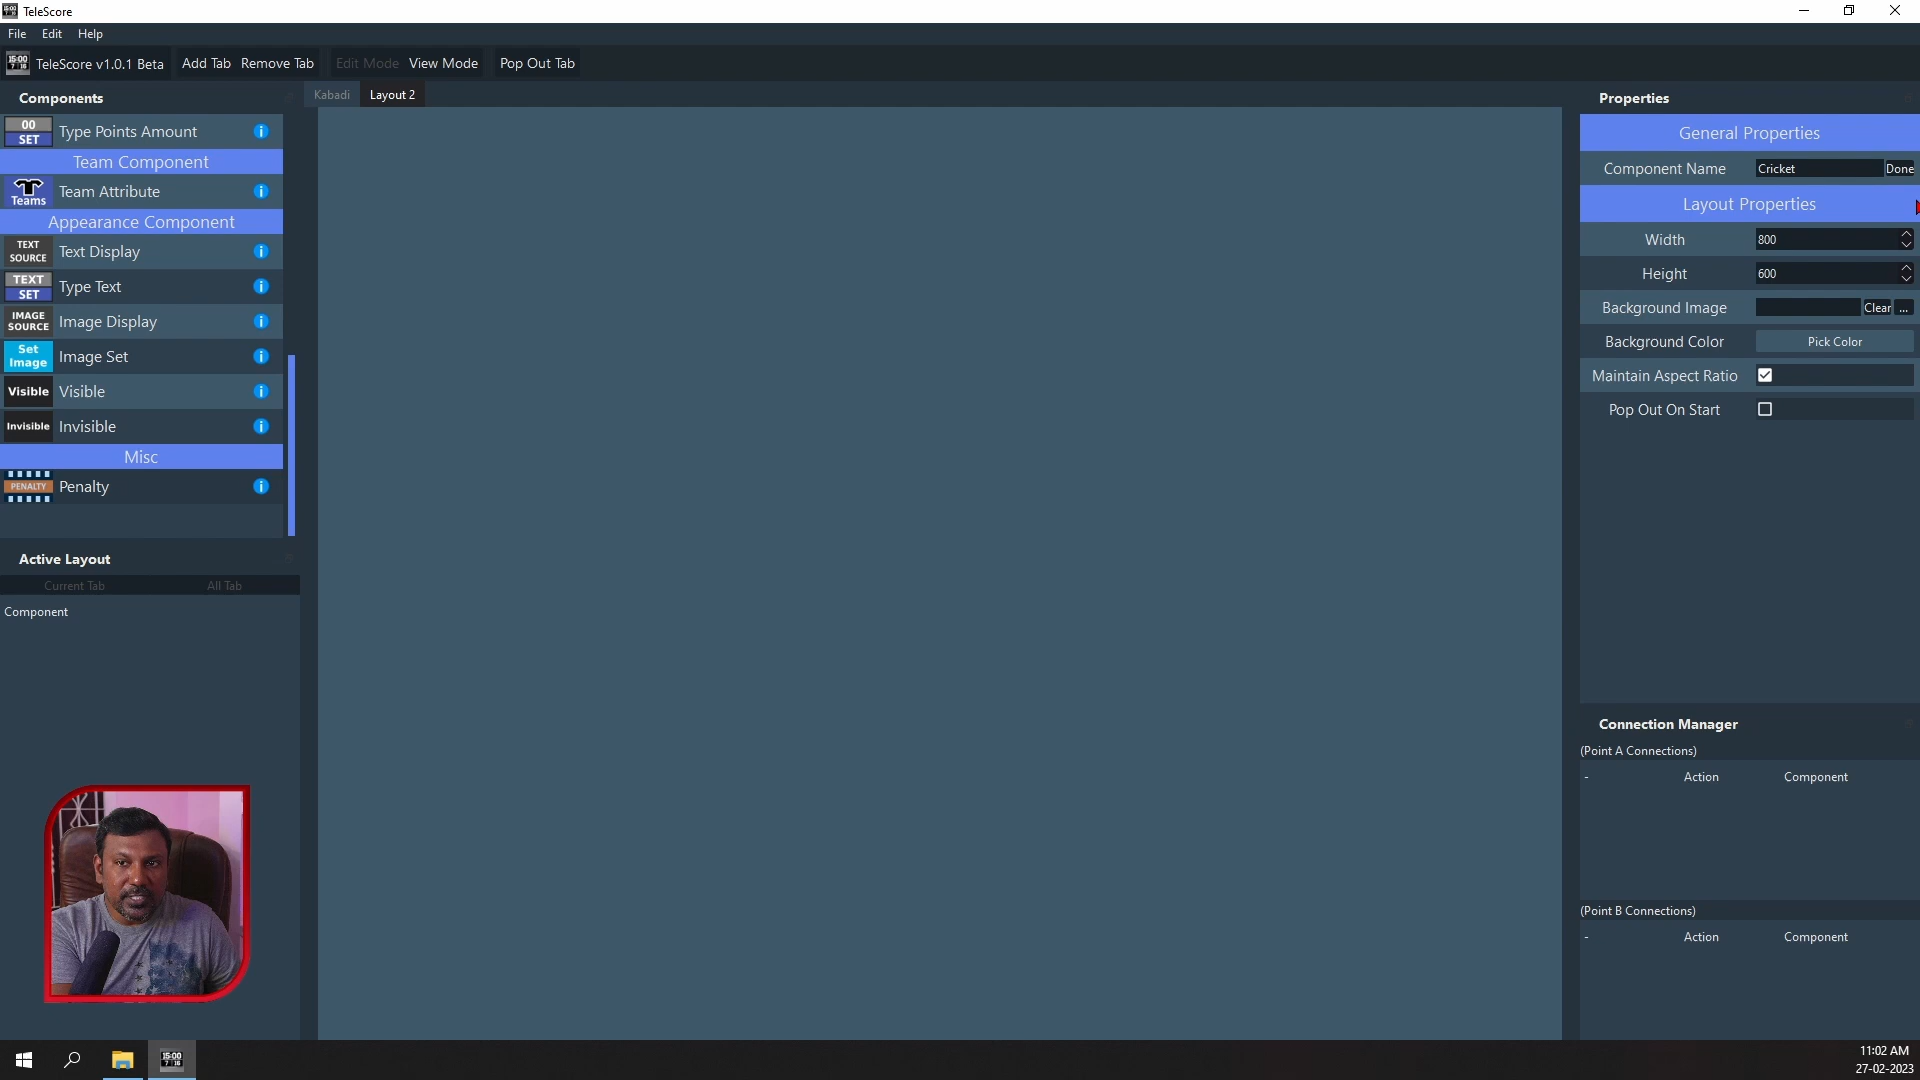 TeleScore
File Edit Help
TeleScore v1.0.1 Beta Add Tab Remove Tab Edit Mode View Mode Pop Out Tab
Components
00 SET Type Points Amount
Team Component
Teams Team Attribute
Appearance Component
TEXT SOURCE Text Display
TEXT SET Type Text
IMAGE SOURCE Image Display
Set Image Image Set
Visible Visible
Invisible Invisible
Misc
PENALTY Penalty
Active Layout
Current Tab All Tab
Component
Kabadi Layout 2
Properties
General Properties
Component Name Cricket Done
Layout Properties
Width 800
Height 600
Background Image Clear ...
Background Color Pick Color
Maintain Aspect Ratio
Pop Out On Start
Connection Manager
(Point A Connections)
- Action Component
(Point B Connections)
- Action Component
15:00
11:02 AM
27-02-2023